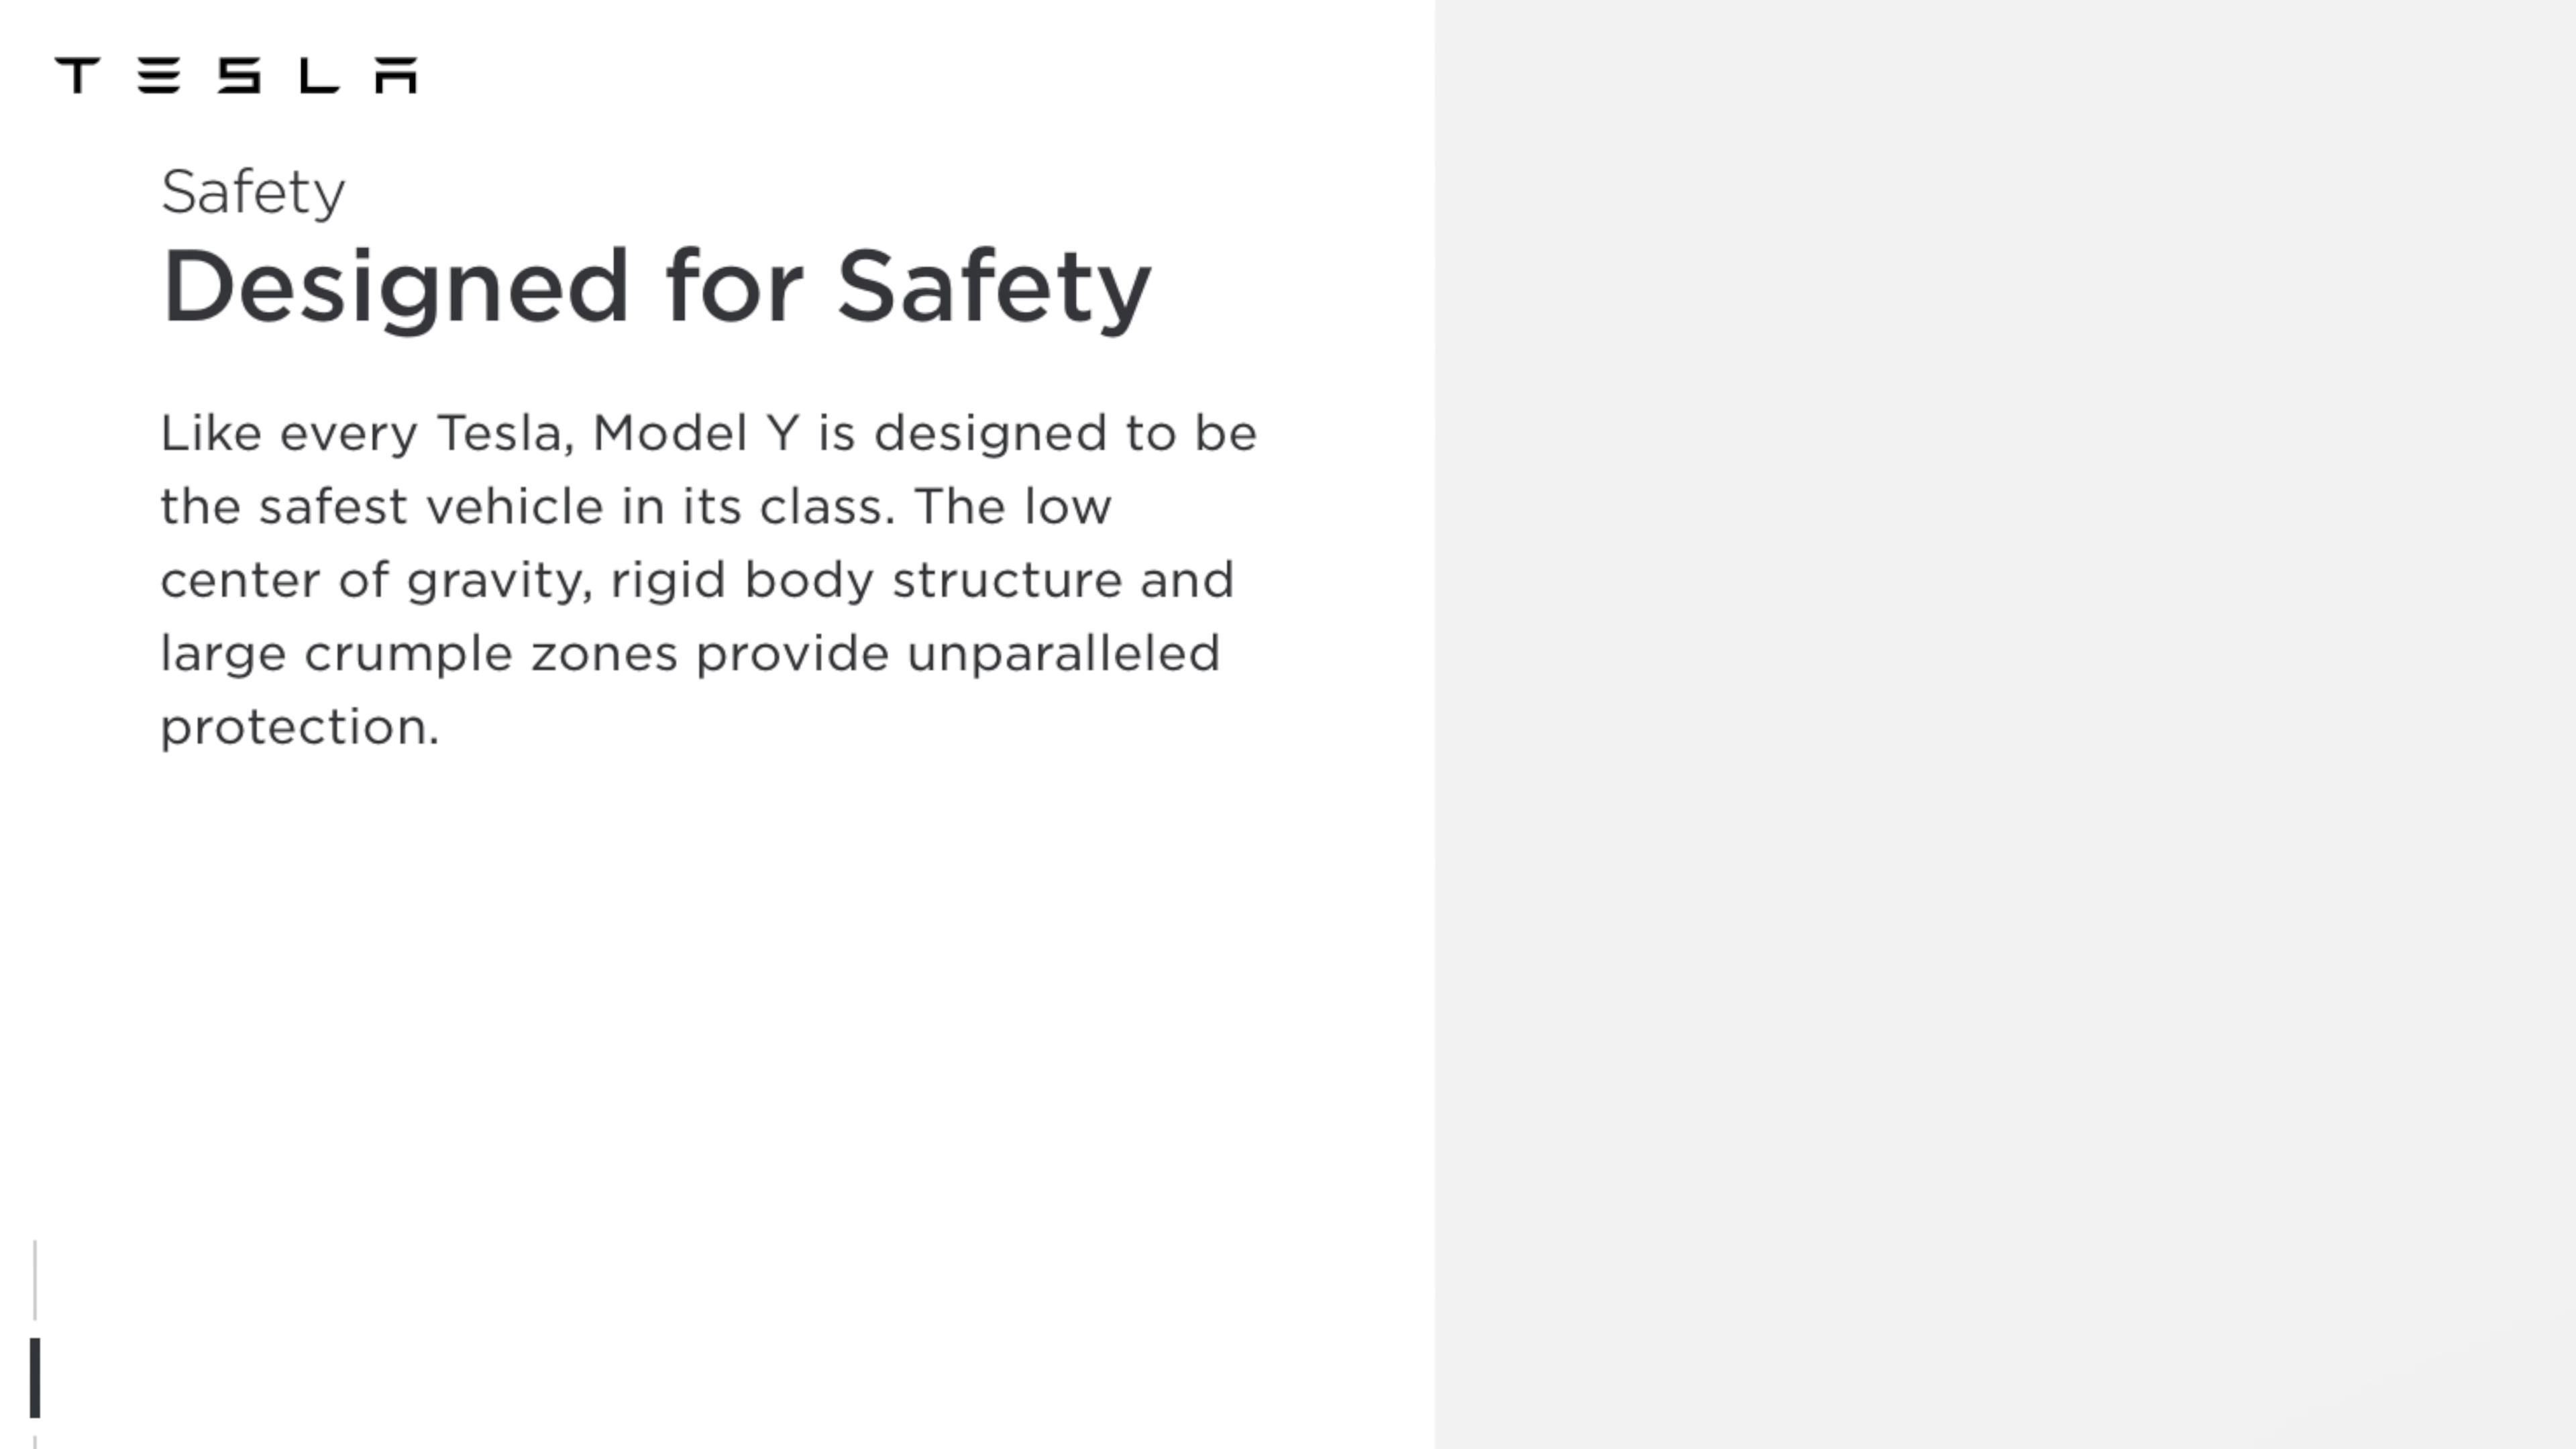 TESLA
Safety
Designed for Safety
Like every Tesla, Model Y is designed to be
the safest vehicle in its class. The low
center of gravity, rigid body structure and
large crumple zones provide unparalleled
protection.